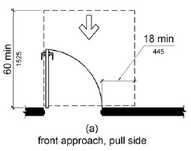 60 min
1525
18 min
445
(a)
front approach, pull side